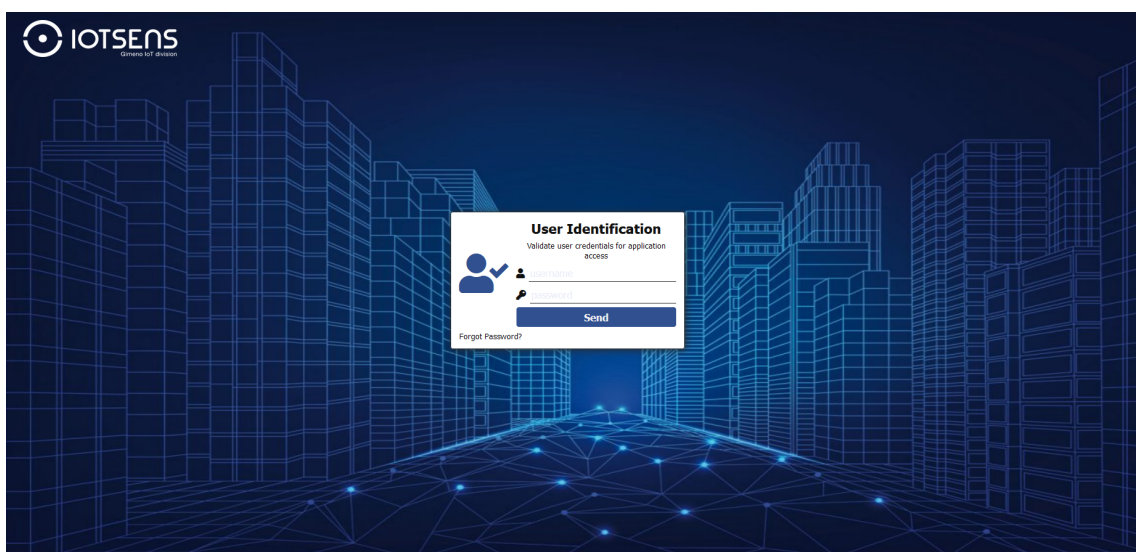 IOTSENS
Gimeno IoT division
User Identification
Validate user credentials for application
access
username
password
Send
Forgot Password?